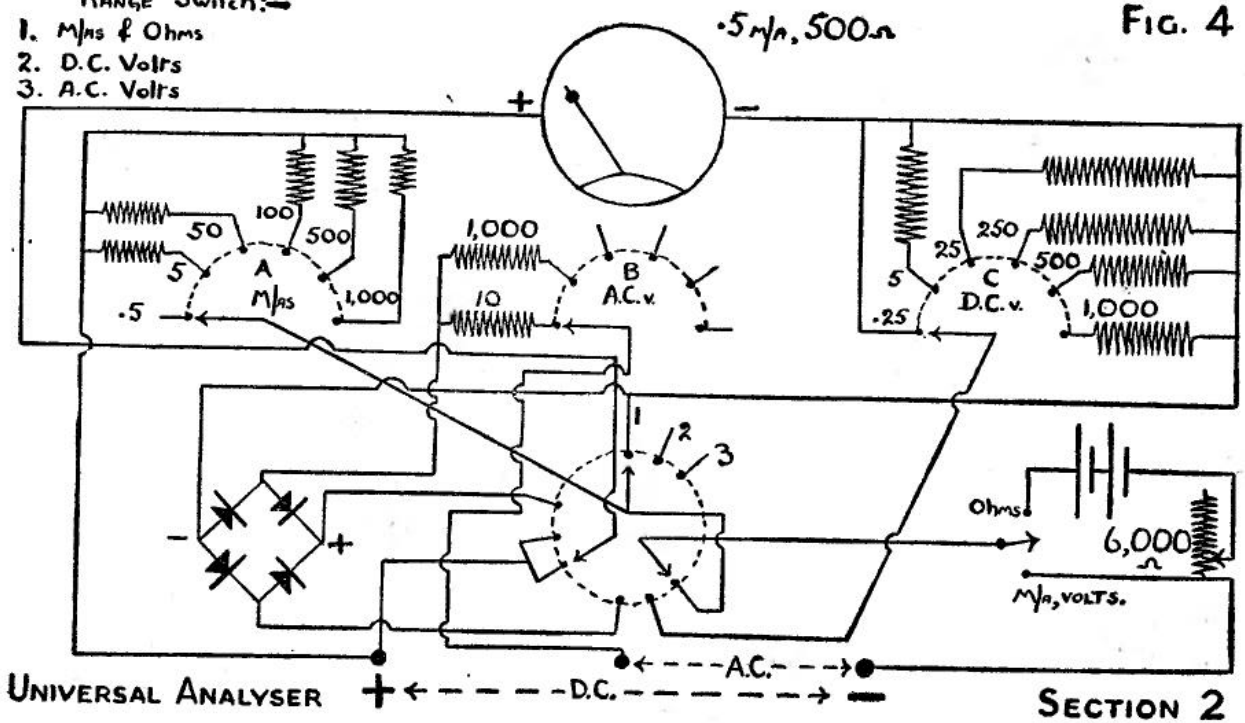 RANGE SWITCH:-
1. M/AS & Ohms
2. D.C. Volts
3. A.C. Volts
.5 M/A, 500Ω
FIG. 4
+
-
50
100
500
5
A
M/AS
1,000
.5
1,000
10
B
A.C.v.
25
250
500
5
C
D.C.v.
1,000
.25
1
2
3
-
+
Ohms
6,000
Ω
M/A, VOLTS.
A.C.
UNIVERSAL ANALYSER
+
D.C.
-
SECTION 2